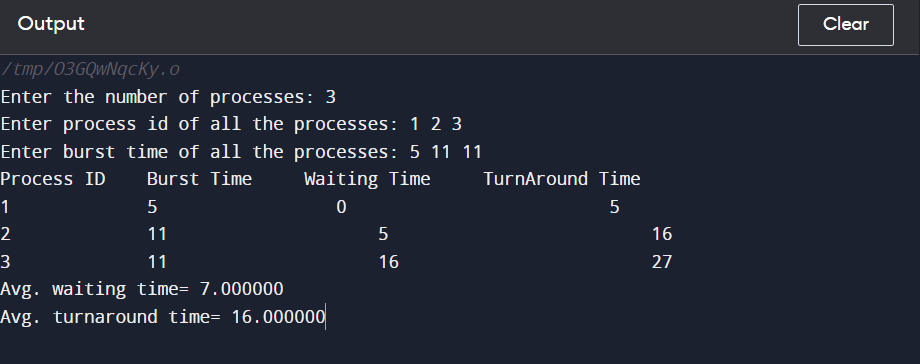 Output
Clear
/tmp/O3GQwNqcKy.o
Enter the number of processes: 3
Enter process id of all the processes: 1 2 3
Enter burst time of all the processes: 5 11 11
Process ID    Burst Time     Waiting Time     TurnAround Time
1             5                 0                         5
2             11                    5                         16
3             11                    16                        27
Avg. waiting time= 7.000000
Avg. turnaround time= 16.000000